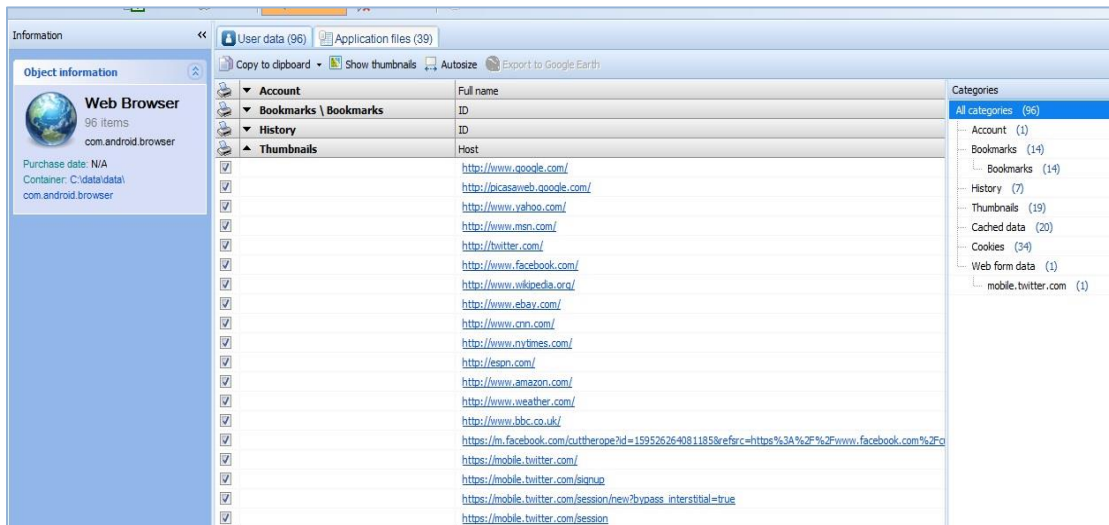 Information «
Object information
Web Browser
96 items
com.android.browser
Purchase date: N/A
Container: C:\data\data\
com.android.browser
User data (96) Application files (39)
Copy to clipboard Show thumbnails Autosize Export to Google Earth
Account Full name
Bookmarks \ Bookmarks ID
History ID
Thumbnails Host
http://www.google.com/
http://picasaweb.google.com/
http://www.yahoo.com/
http://www.msn.com/
http://twitter.com/
http://www.facebook.com/
http://www.wikipedia.org/
http://www.ebay.com/
http://www.cnn.com/
http://www.nytimes.com/
http://espn.com/
http://www.amazon.com/
http://www.weather.com/
http://www.bbc.co.uk/
https://m.facebook.com/cuttherope?id=159526264081185&refsrc=https%3A%2F%2Fwww.facebook.com%2Fc
https://mobile.twitter.com/
https://mobile.twitter.com/signup
https://mobile.twitter.com/session/new?bypass_interstitial=true
https://mobile.twitter.com/session
Categories
All categories (96)
Account (1)
Bookmarks (14)
Bookmarks (14)
History (7)
Thumbnails (19)
Cached data (20)
Cookies (34)
Web form data (1)
mobile.twitter.com (1)